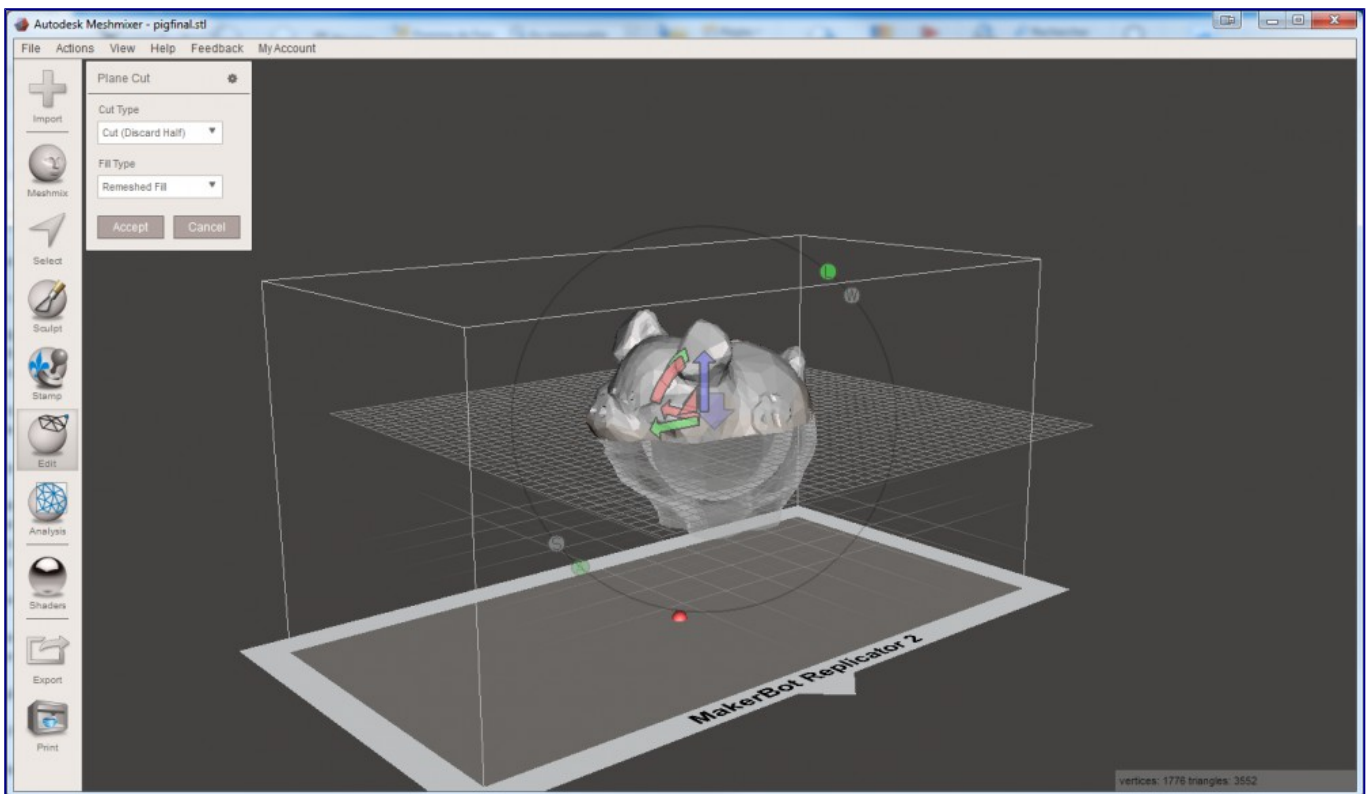 Autodesk Meshmixer - pigfinal.stl
File Actions View Help Feedback MyAccount
Import
Meshmix
Select
Sculpt
Stamp
Edit
Analysis
Shaders
Export
Print
Plane Cut
Cut Type
Cut (Discard Half)
Fill Type
Remeshed Fill
Accept Cancel
L
W
S
MakerBot Replicator 2
vertices: 1776 triangles: 3552